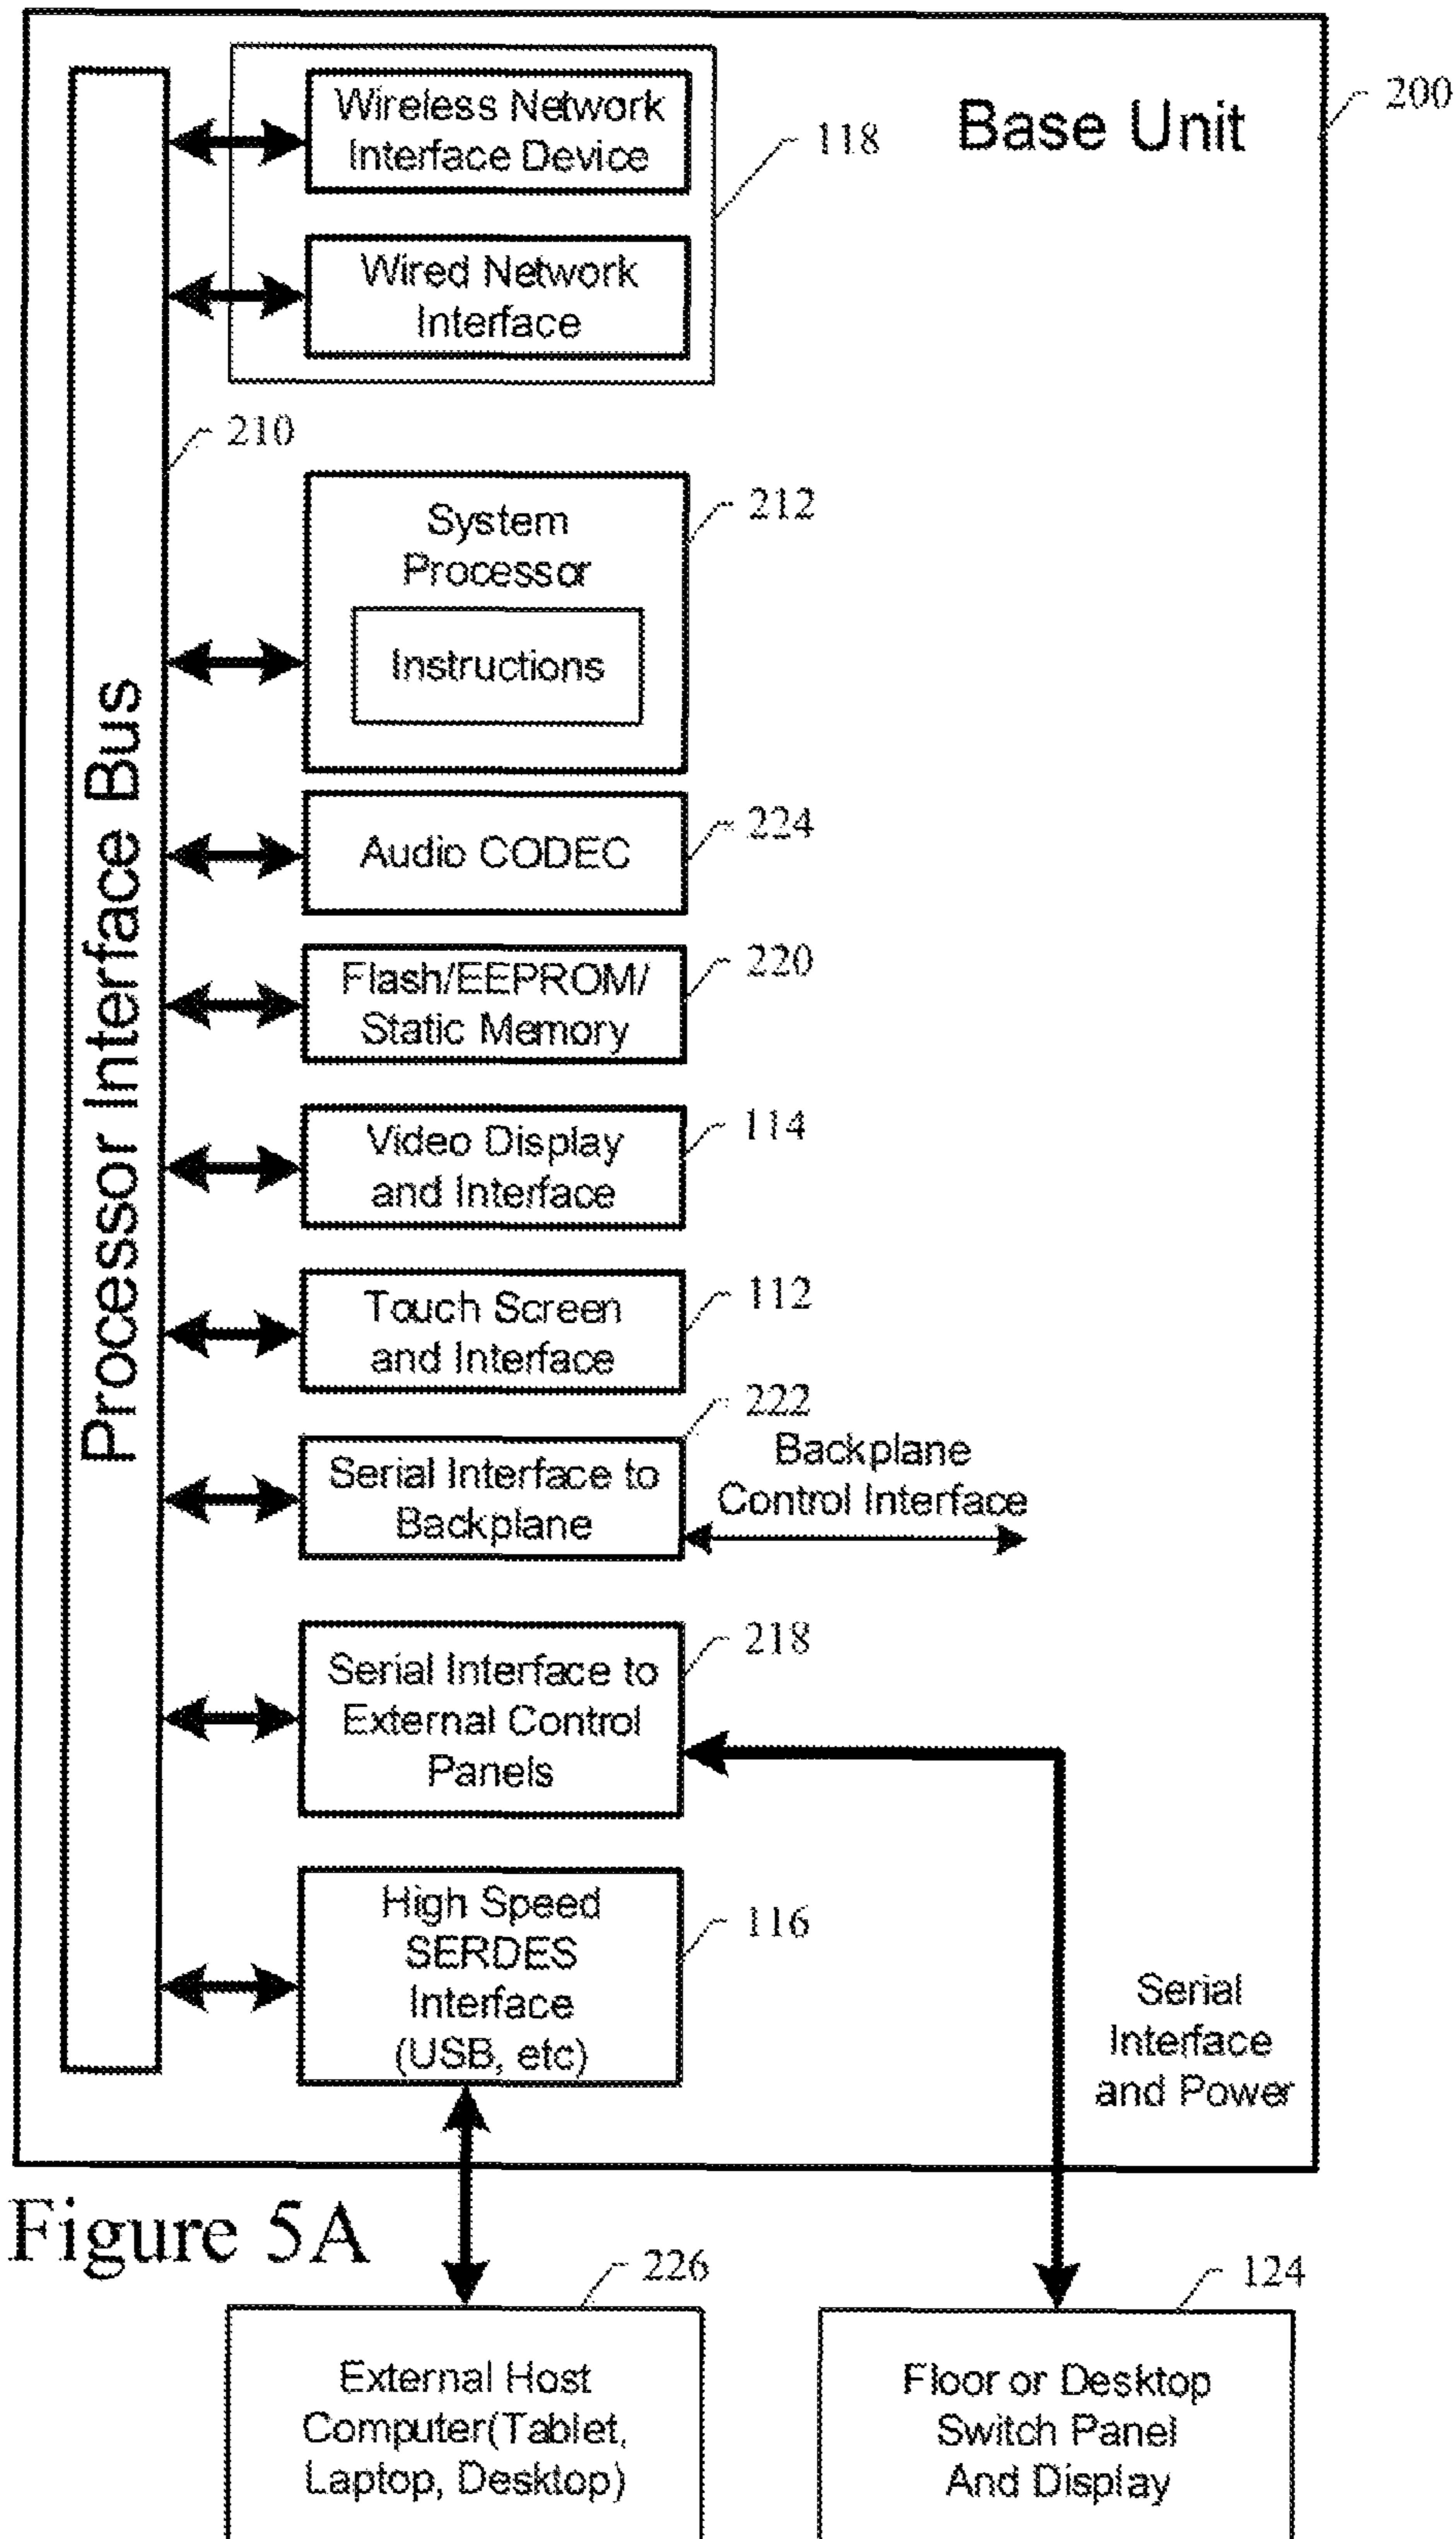 200
Wireless Network
Interface Device
118
Base Unit
Wired Network
Interface
210
System
Processor
212
Instructions
Processor Interface Bus
Audio CODEC
224
Flash/EEPROM/
Static Memory
220
Video Display
and Interface
114
Touch Screen
and Interface
112
222
Serial Interface to
Backplane
Backplane
Control Interface
218
Serial Interface to
External Control
Panels
High Speed
SERDES
Interface
(USB, etc)
116
Serial
Interface
and Power
Figure 5A
226
124
External Host
Computer(Tablet,
Laptop, Desktop)
Floor or Desktop
Switch Panel
And Display